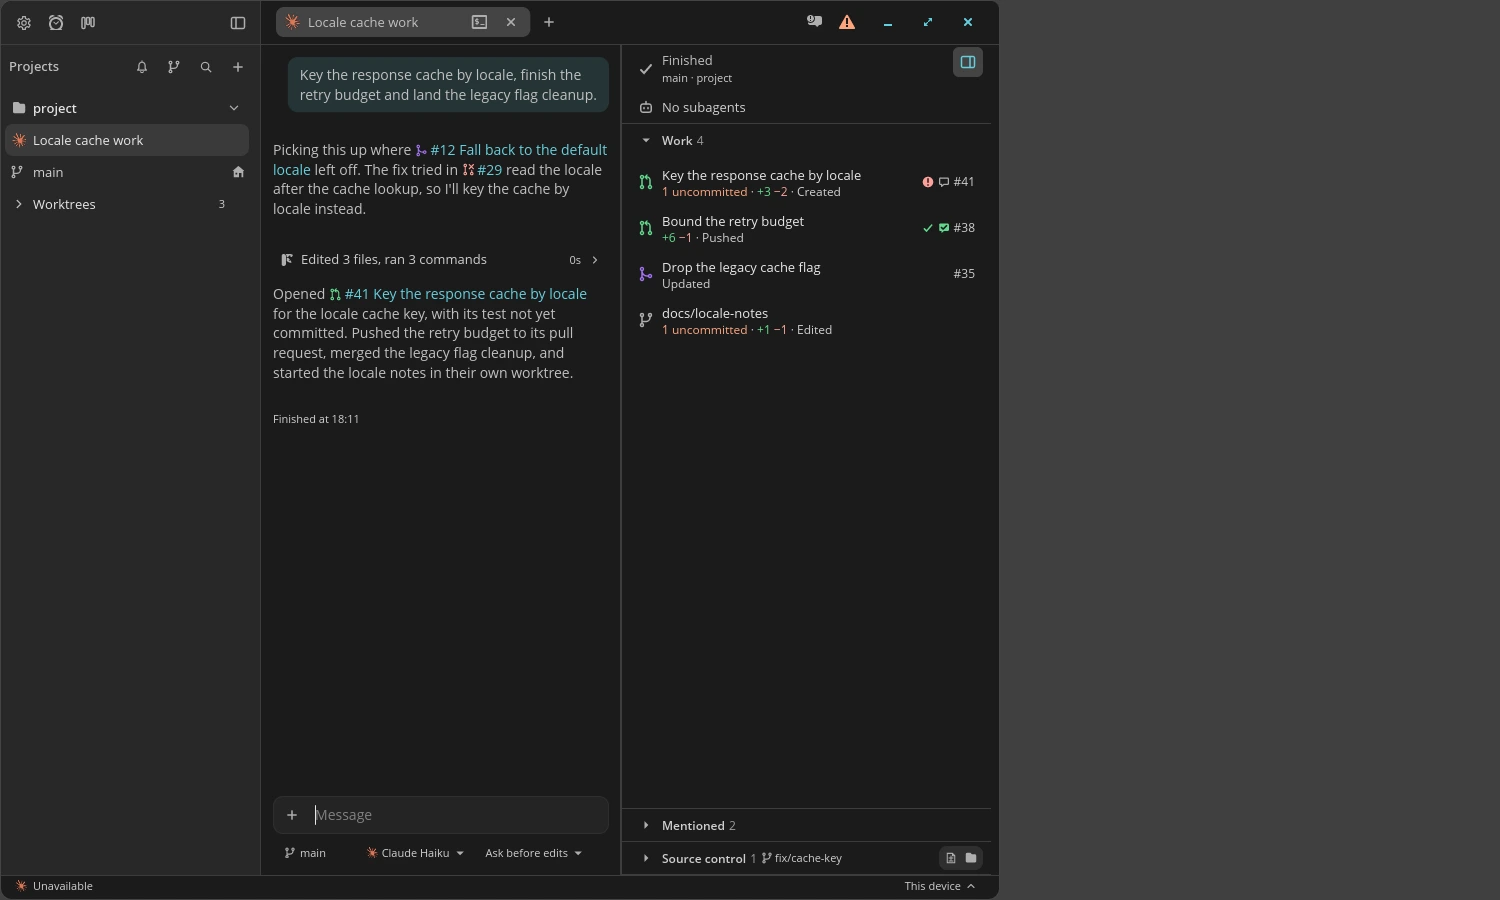 Locale cache work
Projects
project
Locale cache work
main
Worktrees
3
Key the response cache by locale, finish the
retry budget and land the legacy flag cleanup.
Picking this up where #12 Fall back to the default
locale left off. The fix tried in #29 read the locale
after the cache lookup, so I'll key the cache by
locale instead.
Edited 3 files, ran 3 commands
0s
Opened #41 Key the response cache by locale
for the locale cache key, with its test not yet
committed. Pushed the retry budget to its pull
request, merged the legacy flag cleanup, and
started the locale notes in their own worktree.
Finished at 18:11
Message
main
Claude Haiku
Ask before edits
Finished
main · project
No subagents
Work 4
Key the response cache by locale
1 uncommitted · +3 −2 · Created
#41
Bound the retry budget
+6 −1 · Pushed
#38
Drop the legacy cache flag
Updated
#35
docs/locale-notes
1 uncommitted · +1 −1 · Edited
Mentioned 2
Source control 1 fix/cache-key
Unavailable
This device